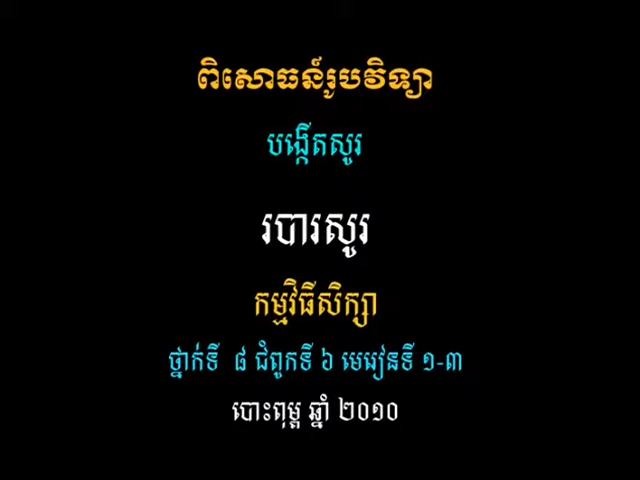 ពិសោធន៍រូបវិទ្យា
បង្កើតសូរ
របារសូរ
កម្មវិធីសិក្សា
ថ្នាក់ទី ៨ ជំពូកទី ៦ មេរៀនទី ១-៣
បោះពុម្ព ឆ្នាំ ២០១០